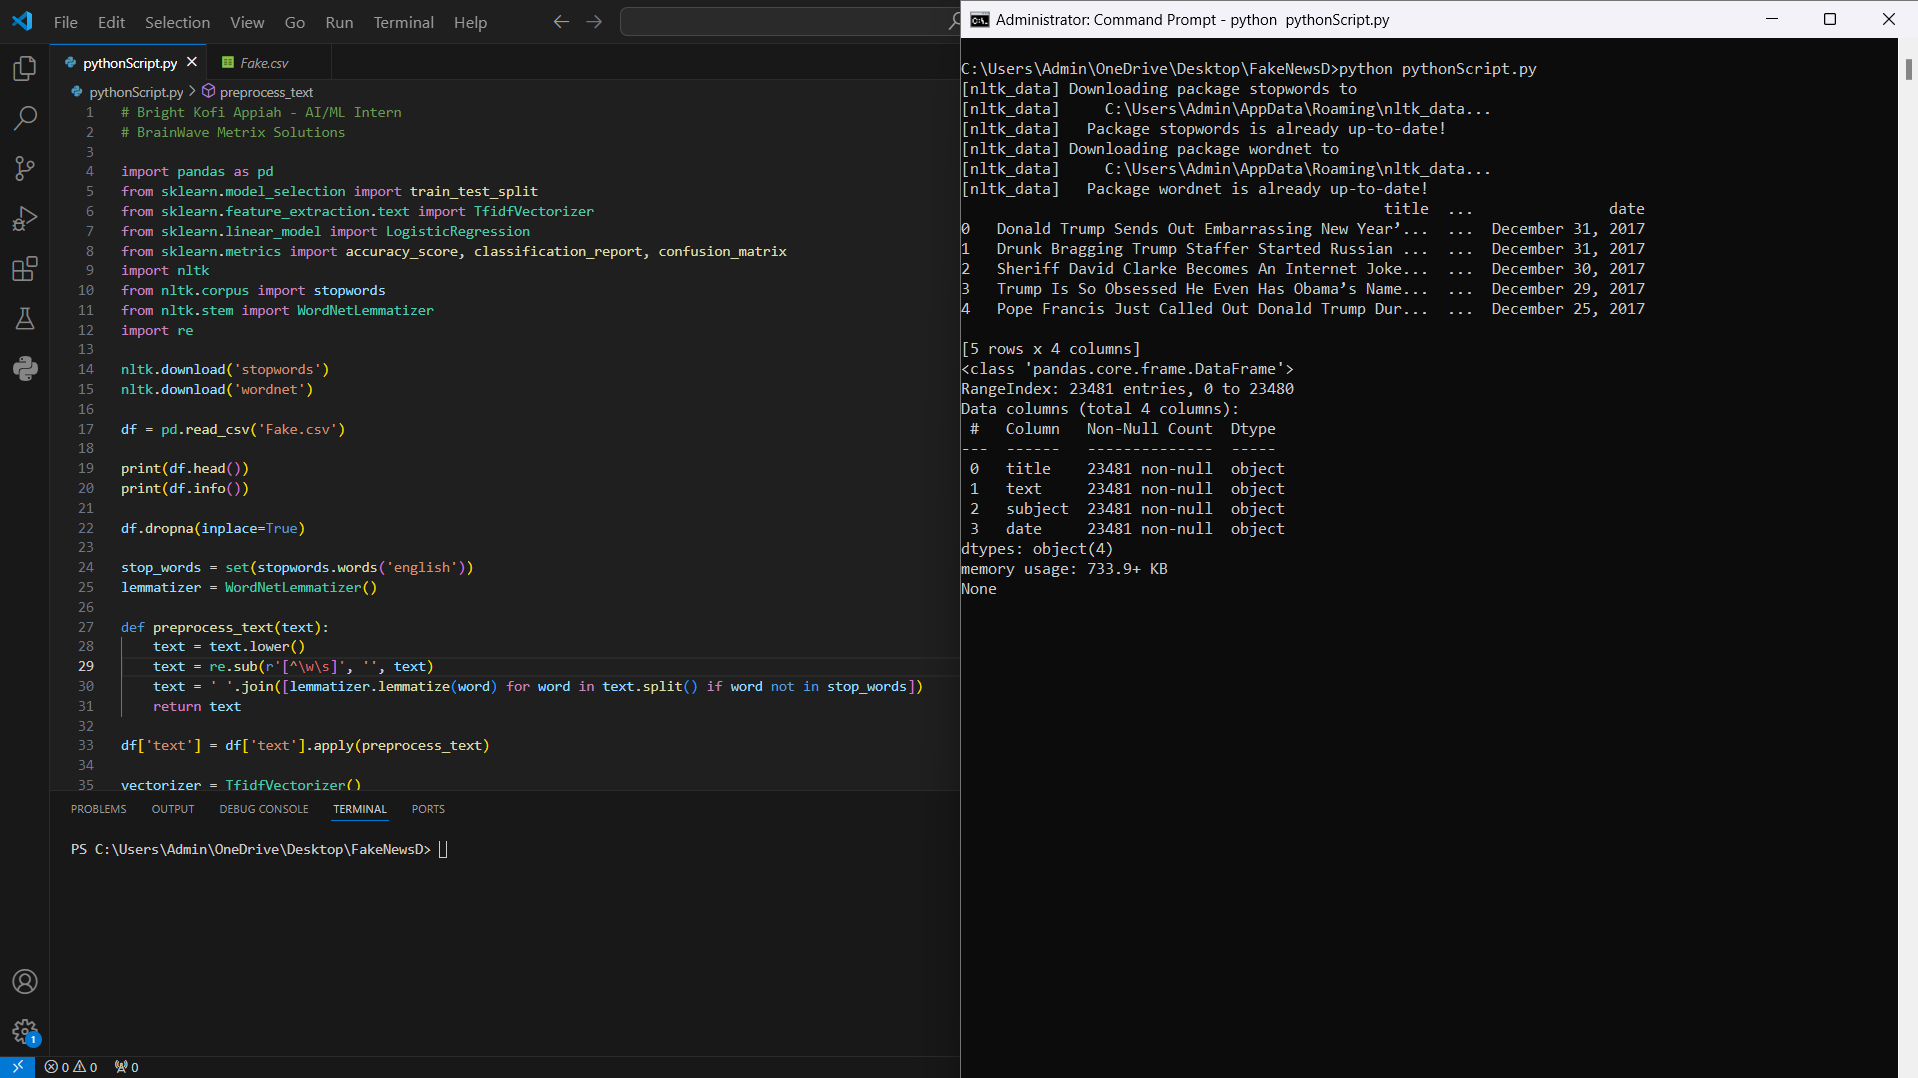 File Edit Selection View Go Run Terminal Help
pythonScript.py
Fake.csv
pythonScript.py > preprocess_text
1 # Bright Kofi Appiah - AI/ML Intern
2 # BrainWave Metrix Solutions
3
4 import pandas as pd
5 from sklearn.model_selection import train_test_split
6 from sklearn.feature_extraction.text import TfidfVectorizer
7 from sklearn.linear_model import LogisticRegression
8 from sklearn.metrics import accuracy_score, classification_report, confusion_matrix
9 import nltk
10 from nltk.corpus import stopwords
11 from nltk.stem import WordNetLemmatizer
12 import re
13
14 nltk.download('stopwords')
15 nltk.download('wordnet')
16
17 df = pd.read_csv('Fake.csv')
18
19 print(df.head())
20 print(df.info())
21
22 df.dropna(inplace=True)
23
24 stop_words = set(stopwords.words('english'))
25 lemmatizer = WordNetLemmatizer()
26
27 def preprocess_text(text):
28     text = text.lower()
29     text = re.sub(r'[^\w\s]', '', text)
30     text = ' '.join([lemmatizer.lemmatize(word) for word in text.split() if word not in stop_words])
31     return text
32
33 df['text'] = df['text'].apply(preprocess_text)
34
35 vectorizer = TfidfVectorizer()
PROBLEMS OUTPUT DEBUG CONSOLE TERMINAL PORTS
PS C:\Users\Admin\OneDrive\Desktop\FakeNewsD>
1
0 0 0
Administrator: Command Prompt - python  pythonScript.py
C:\Users\Admin\OneDrive\Desktop\FakeNewsD>python pythonScript.py
[nltk_data] Downloading package stopwords to
[nltk_data]     C:\Users\Admin\AppData\Roaming\nltk_data...
[nltk_data]   Package stopwords is already up-to-date!
[nltk_data] Downloading package wordnet to
[nltk_data]     C:\Users\Admin\AppData\Roaming\nltk_data...
[nltk_data]   Package wordnet is already up-to-date!
title  ...               date
0   Donald Trump Sends Out Embarrassing New Year’...  ...  December 31, 2017
1   Drunk Bragging Trump Staffer Started Russian ...  ...  December 31, 2017
2   Sheriff David Clarke Becomes An Internet Joke...  ...  December 30, 2017
3   Trump Is So Obsessed He Even Has Obama’s Name...  ...  December 29, 2017
4   Pope Francis Just Called Out Donald Trump Dur...  ...  December 25, 2017
[5 rows x 4 columns]
<class 'pandas.core.frame.DataFrame'>
RangeIndex: 23481 entries, 0 to 23480
Data columns (total 4 columns):
 #   Column   Non-Null Count  Dtype
---  ------   --------------  -----
 0   title    23481 non-null  object
 1   text     23481 non-null  object
 2   subject  23481 non-null  object
 3   date     23481 non-null  object
dtypes: object(4)
memory usage: 733.9+ KB
None